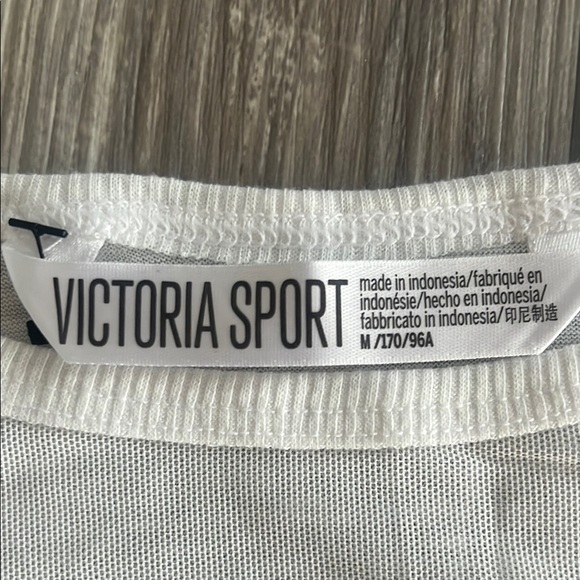 VICTORIA SPORT
made in indonesia/fabriqué en
indonésie/hecho en indonesia/
fabbricato in indonesia/印尼制造
M /170/96A